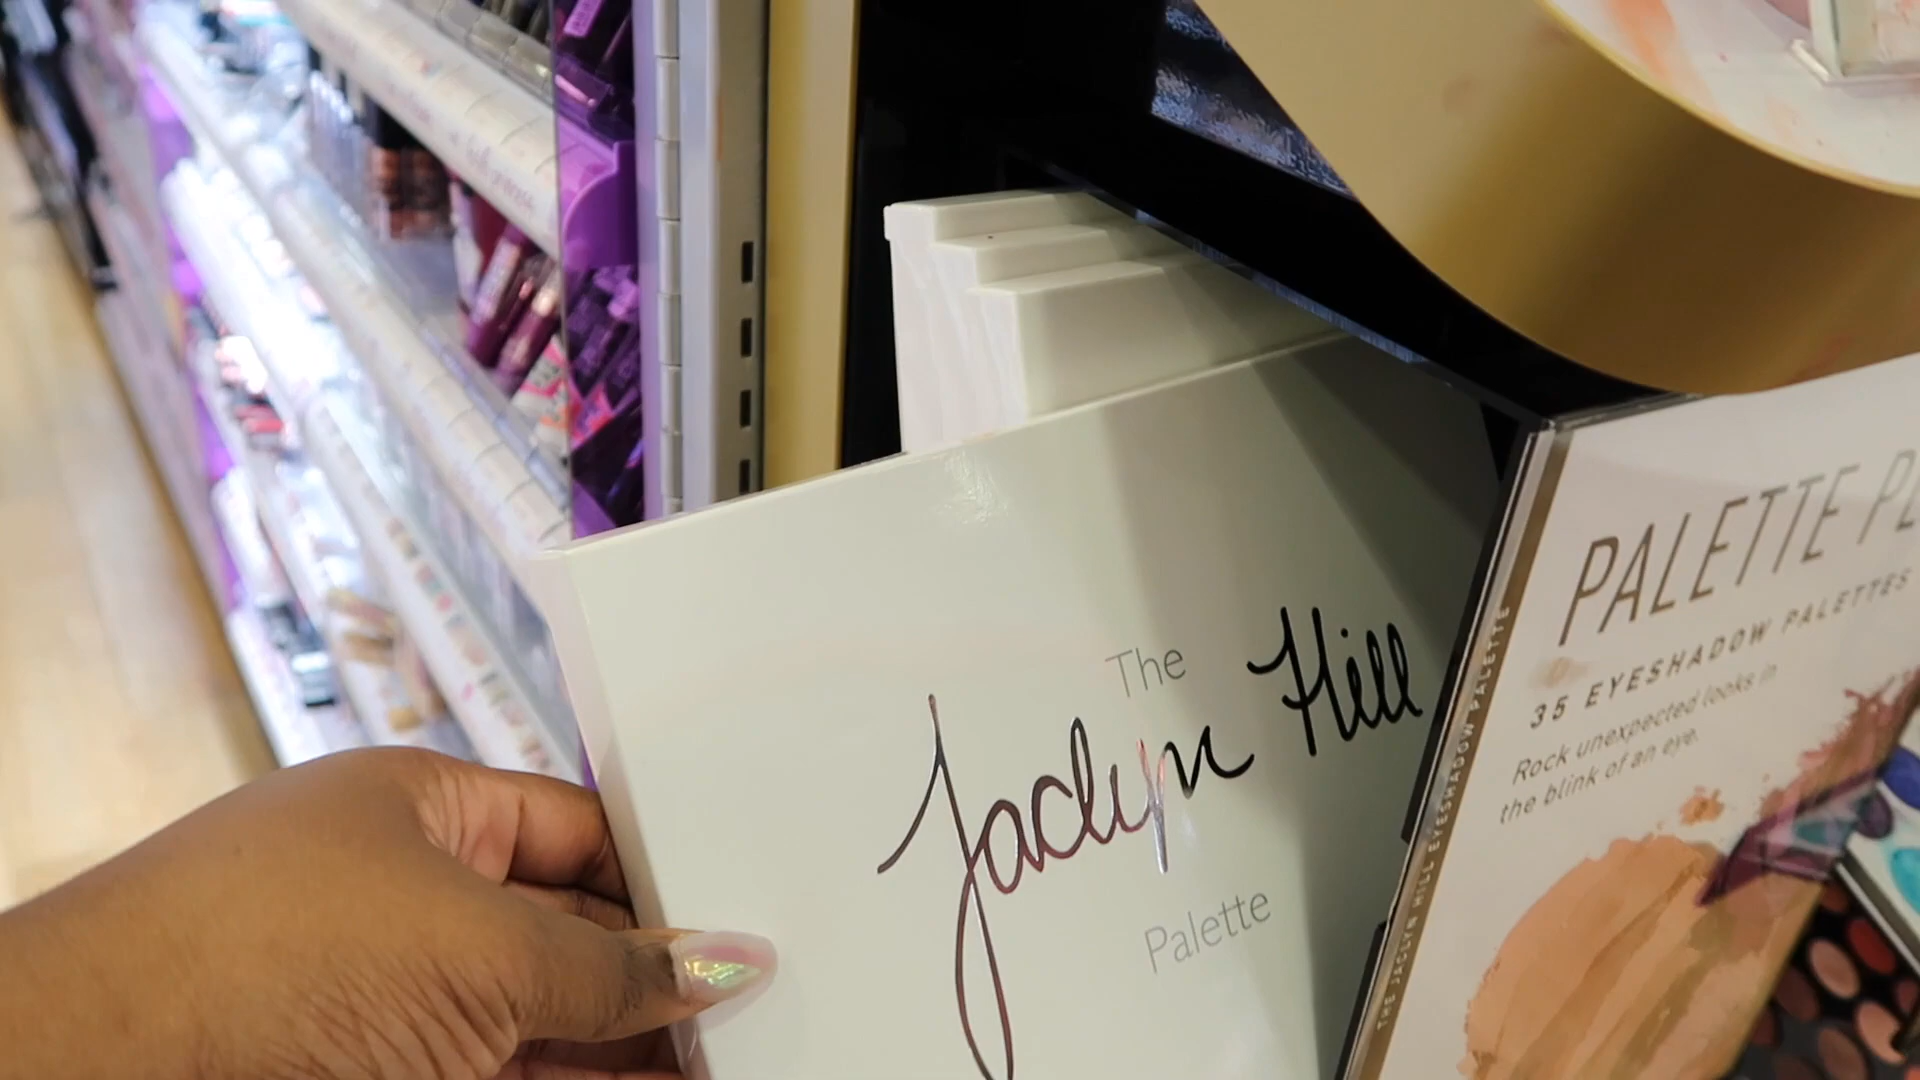 The
Jaclyn Hill
Palette
PALETTE
35 EYESHADOW PALETTES
Rock unexpected looks in
the blink of an eye.
THE JACLYN HILL EYESHADOW PALETTE